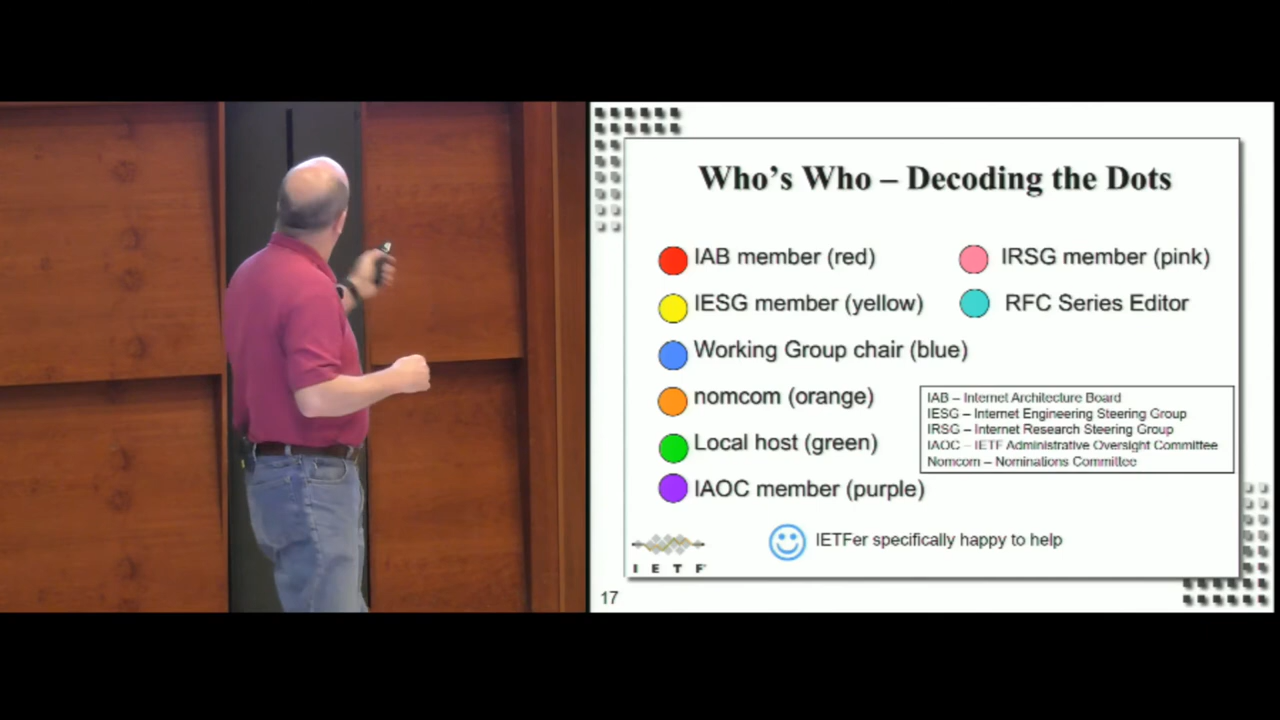 Who's Who – Decoding the Dots
IAB member (red)
IESG member (yellow)
Working Group chair (blue)
nomcom (orange)
Local host (green)
IAOC member (purple)
IRSG member (pink)
RFC Series Editor
IAB – Internet Architecture Board
IESG – Internet Engineering Steering Group
IRSG – Internet Research Steering Group
IAOC – IETF Administrative Oversight Committee
Nomcom – Nominations Committee
IETFer specifically happy to help
I E T F
17